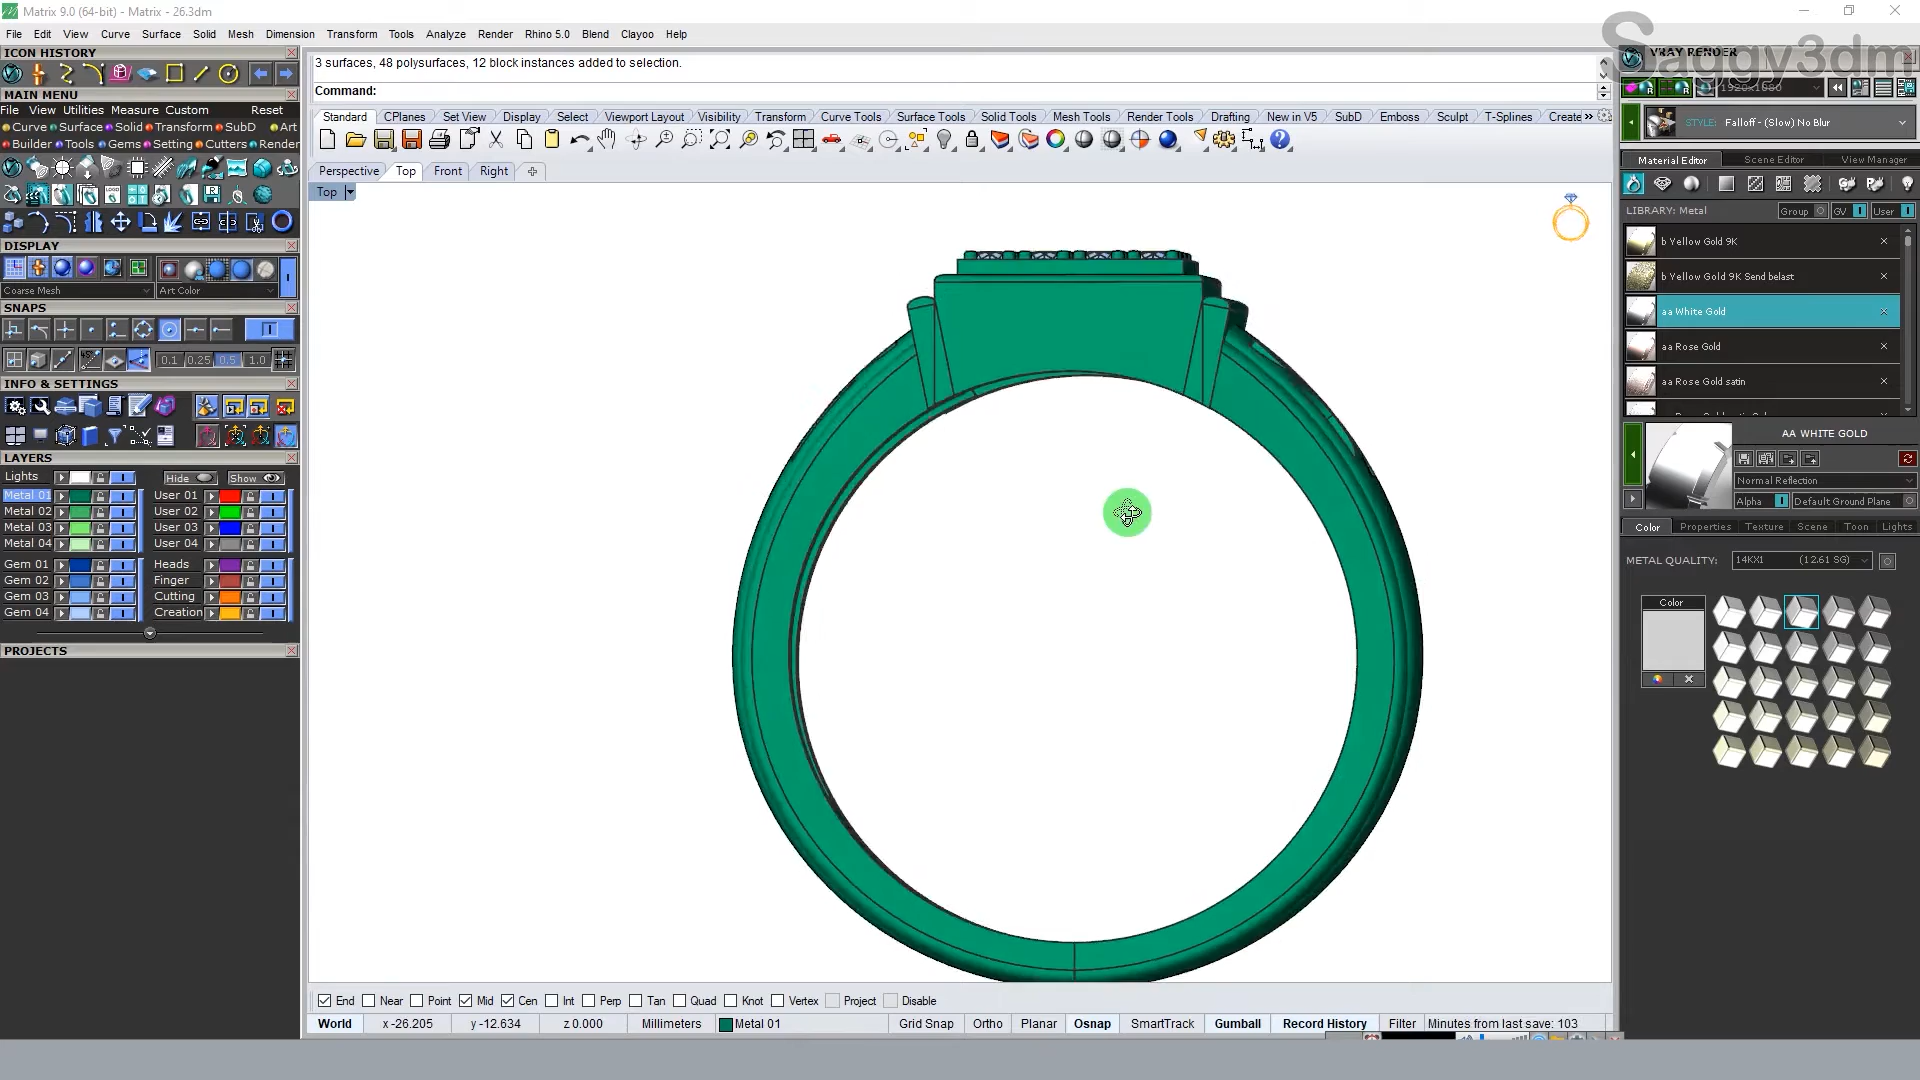 Matrix 9.0 (64-bit) - Matrix - 26.3dm
File Edit View Curve Surface Solid Mesh Dimension Transform Tools Analyze Render Rhino 5.0 Blend Clayoo Help
ICON HISTORY
MAIN MENU
File View Utilities Measure Custom Reset
Curve Surface Solid Transform SubD Art
Builder Tools Gems Setting Cutters Render
DISPLAY
Coarse Mesh Art Color
SNAPS
0.1 0.25 0.5 1.0
INFO & SETTINGS
LAYERS
Lights Hide Show
Metal 01 User 01
Metal 02 User 02
Metal 03 User 03
Metal 04 User 04
Gem 01 Heads
Gem 02 Finger
Gem 03 Cutting
Gem 04 Creation
PROJECTS
3 surfaces, 48 polysurfaces, 12 block instances added to selection.
Command:
Standard CPlanes Set View Display Select Viewport Layout Visibility Transform Curve Tools Surface Tools Solid Tools Mesh Tools Render Tools Drafting New in V5 SubD Emboss Sculpt T-Splines Create
Perspective Top Front Right
Top
End Near Point Mid Cen Int Perp Tan Quad Knot Vertex Project Disable
World x -26.205 y -12.634 z 0.000 Millimeters Metal 01 Grid Snap Ortho Planar Osnap SmartTrack Gumball Record History Filter Minutes from last save: 103
Saggy3dm
VRAY RENDER
1920x1080
STYLE: Falloff - (Slow) No Blur
Material Editor Scene Editor View Manager
LIBRARY: Metal Group GV User
b Yellow Gold 9K
b Yellow Gold 9K Send belast
aa White Gold
aa Rose Gold
aa Rose Gold satin
AA WHITE GOLD
Normal Reflection
Alpha Default Ground Plane
Color Properties Texture Scene Toon Lights
METAL QUALITY: 14KX1 (12.61 SG)
Color